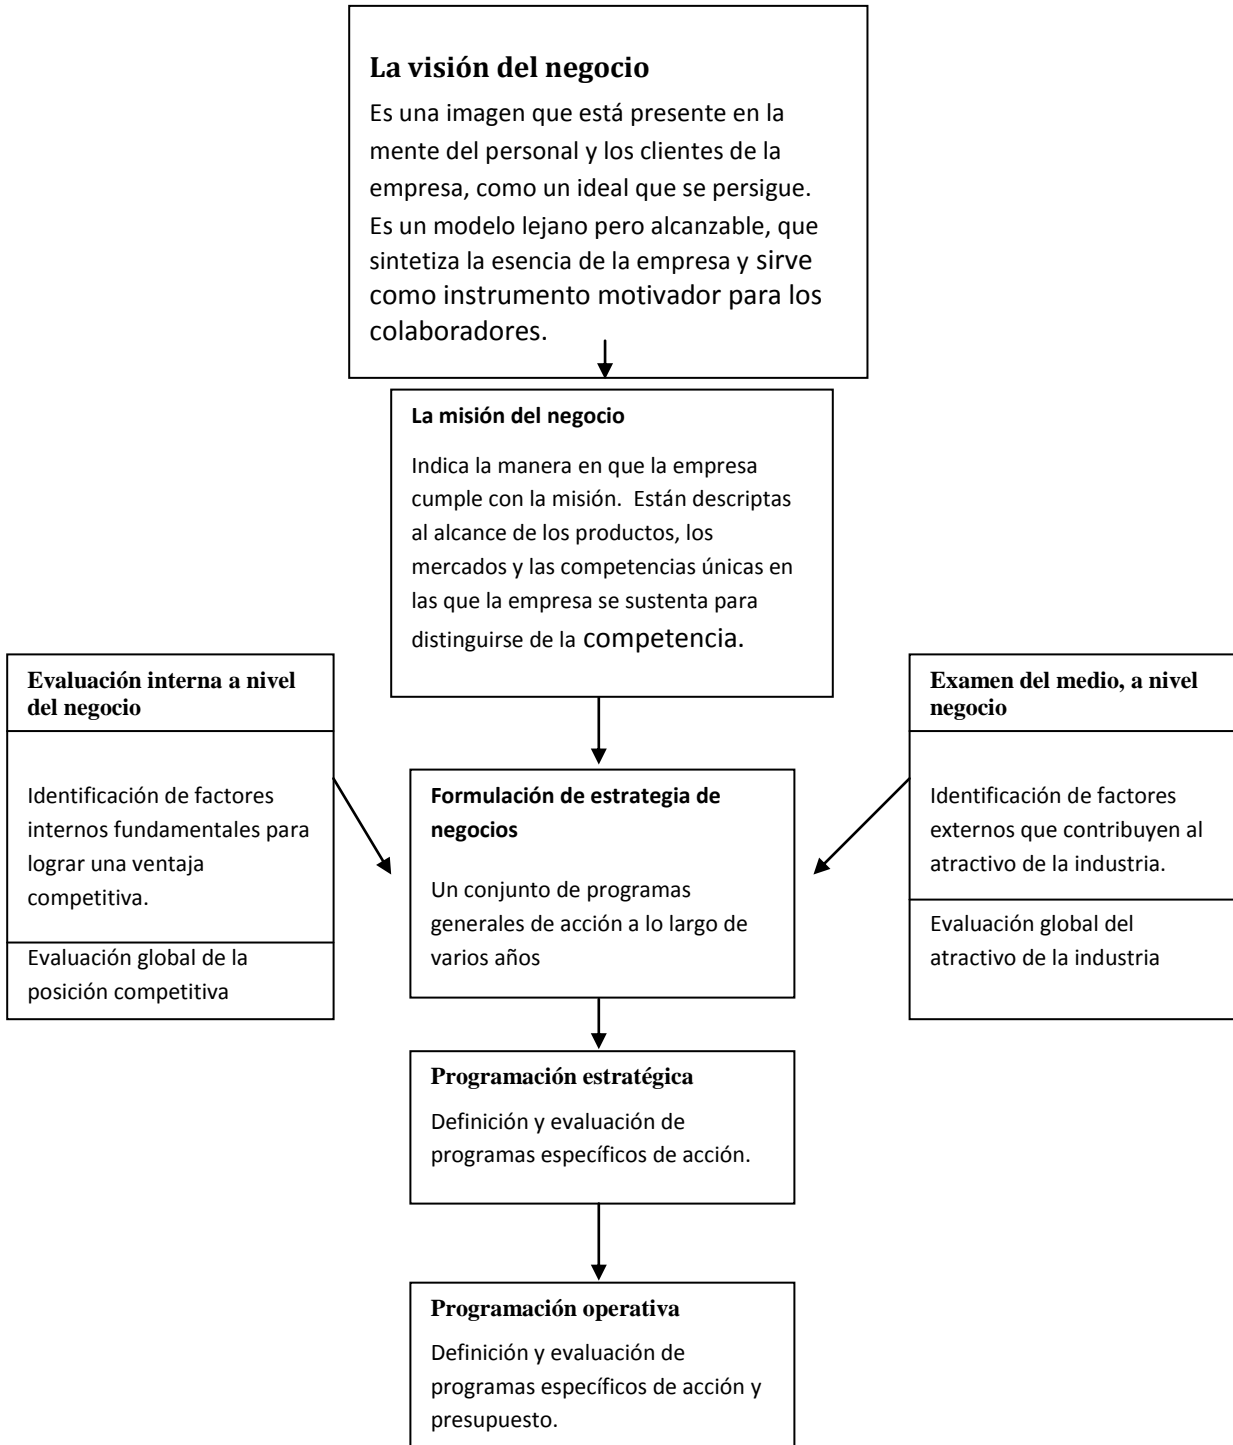 La visión del negocio
Es una imagen que está presente en la
mente del personal y los clientes de la
empresa, como un ideal que se persigue.
Es un modelo lejano pero alcanzable, que
sintetiza la esencia de la empresa y sirve
como instrumento motivador para los
colaboradores.
La misión del negocio
Indica la manera en que la empresa
cumple con la misión.  Están descriptas
al alcance de los productos, los
mercados y las competencias únicas en
las que la empresa se sustenta para
distinguirse de la competencia.
Evaluación interna a nivel
del negocio
Identificación de factores
internos fundamentales para
lograr una ventaja
competitiva.
Evaluación global de la
posición competitiva
Formulación de estrategia de
negocios
Un conjunto de programas
generales de acción a lo largo de
varios años
Examen del medio, a nivel
negocio
Identificación de factores
externos que contribuyen al
atractivo de la industria.
Evaluación global del
atractivo de la industria
Programación estratégica
Definición y evaluación de
programas específicos de acción.
Programación operativa
Definición y evaluación de
programas específicos de acción y
presupuesto.